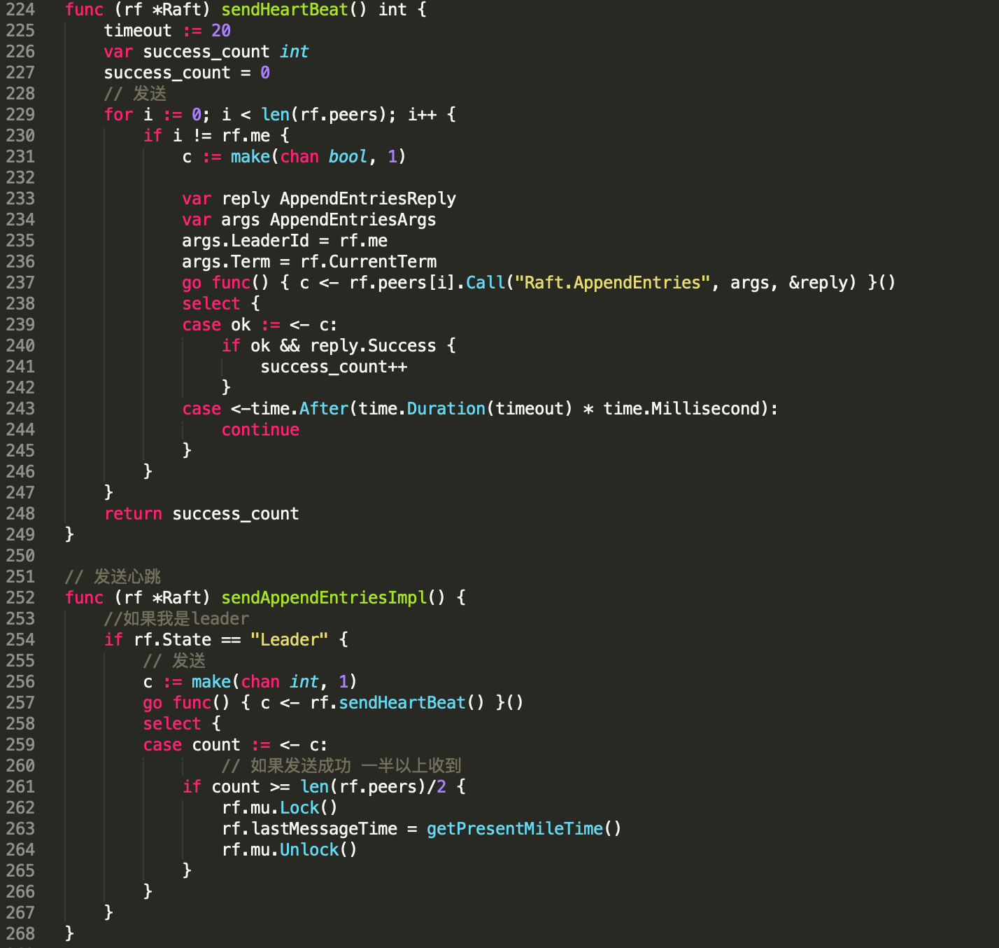 224 func (rf *Raft) sendHeartBeat() int {
225     timeout := 20
226     var success_count int
227     success_count = 0
228     // 发送
229     for i := 0; i < len(rf.peers); i++ {
230         if i != rf.me {
231             c := make(chan bool, 1)
232
233             var reply AppendEntriesReply
234             var args AppendEntriesArgs
235             args.LeaderId = rf.me
236             args.Term = rf.CurrentTerm
237             go func() { c <- rf.peers[i].Call("Raft.AppendEntries", args, &reply) }()
238             select {
239             case ok := <- c:
240                 if ok && reply.Success {
241                     success_count++
242                 }
243             case <-time.After(time.Duration(timeout) * time.Millisecond):
244                 continue
245             }
246         }
247     }
248     return success_count
249 }
250
251 // 发送心跳
252 func (rf *Raft) sendAppendEntriesImpl() {
253     //如果我是leader
254     if rf.State == "Leader" {
255         // 发送
256         c := make(chan int, 1)
257         go func() { c <- rf.sendHeartBeat() }()
258         select {
259         case count := <- c:
260                 // 如果发送成功 一半以上收到
261             if count >= len(rf.peers)/2 {
262                 rf.mu.Lock()
263                 rf.lastMessageTime = getPresentMileTime()
264                 rf.mu.Unlock()
265             }
266         }
267     }
268 }